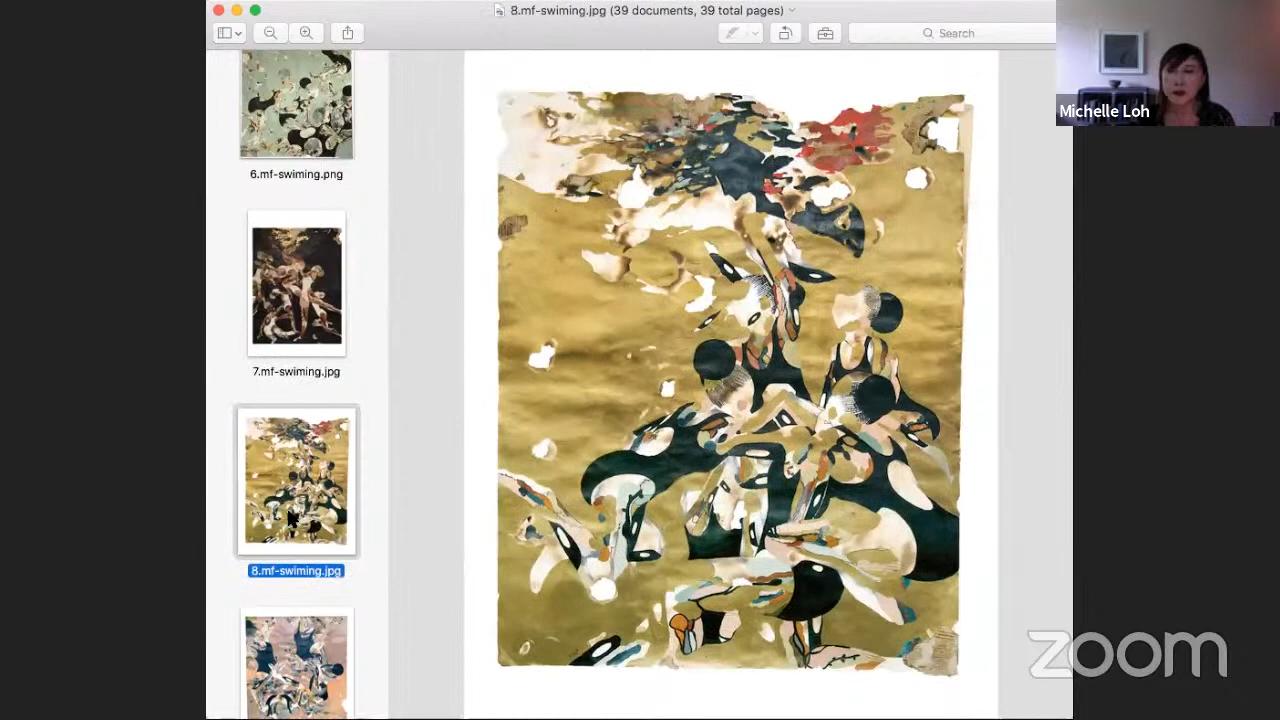 8.mf-swiming.jpg (39 documents, 39 total pages)
Search
Michelle Loh
6.mf-swiming.png
7.mf-swiming.jpg
8.mf-swiming.jpg
zoom